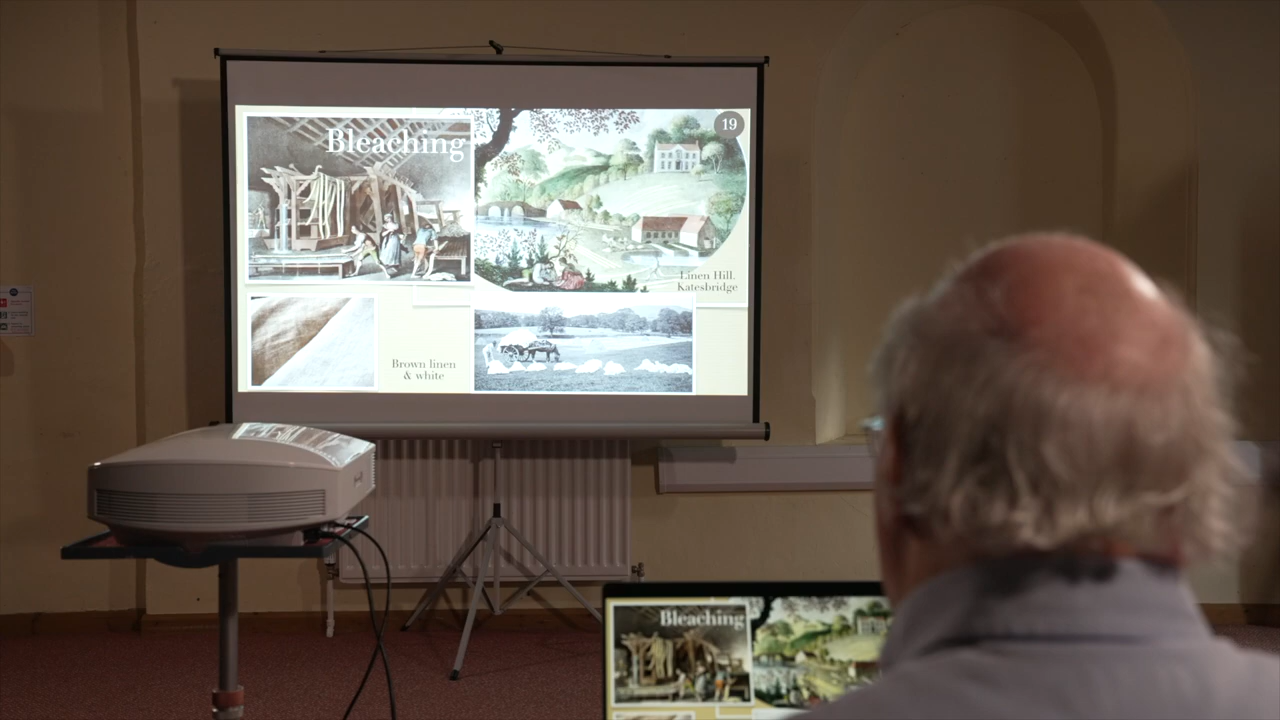 Bleaching
19
Linen Hill.
Katesbridge
Brown linen
& white
Bleaching